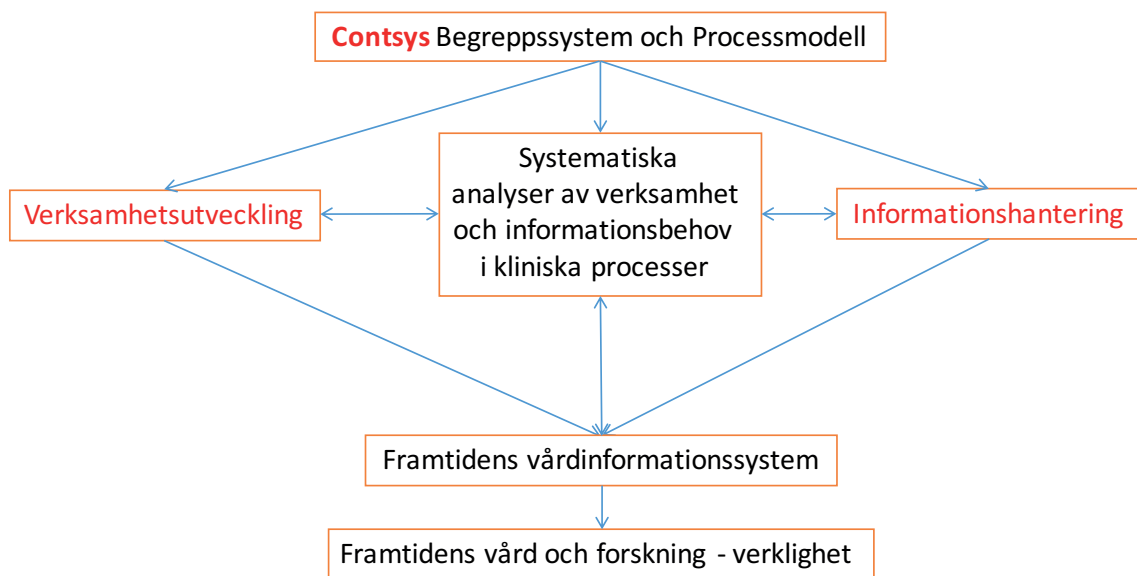 Contsys Begreppssystem och Processmodell
Systematiska
analyser av verksamhet
och informationsbehov
i kliniska processer
Verksamhetsutveckling
Informationshantering
Framtidens vårdinformationssystem
Framtidens vård och forskning - verklighet